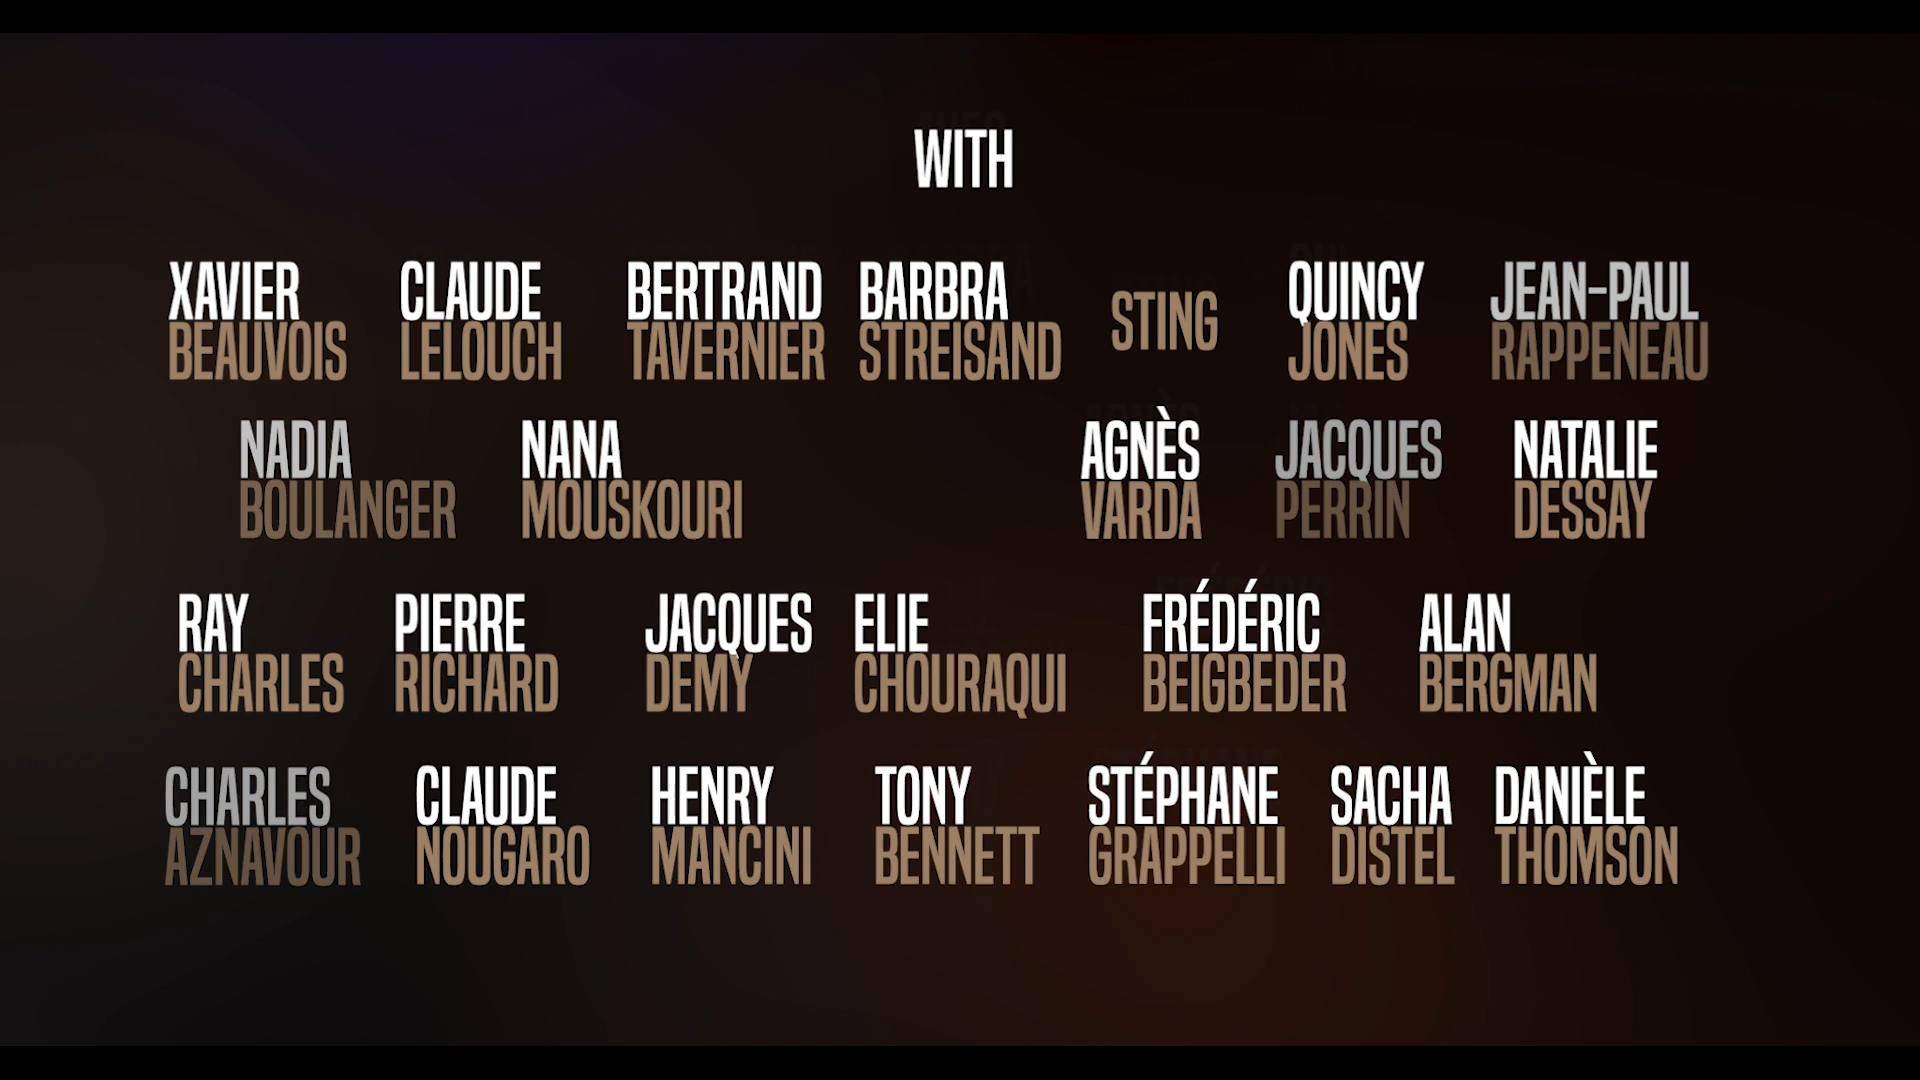 WITH
XAVIER CLAUDE BERTRAND BARBRA STING QUINCY JEAN-PAUL
BEAUVOIS LELOUCH TAVERNIER STREISAND JONES RAPPENEAU
NADIA NANA AGNÈS JACQUES NATALIE
BOULANGER MOUSKOURI VARDA PERRIN DESSAY
RAY PIERRE JACQUES ELIE FRÉDÉRIC ALAN
CHARLES RICHARD DEMY CHOURAQUI BEIGBEDER BERGMAN
CHARLES CLAUDE HENRY TONY STÉPHANE SACHA DANIÈLE
AZNAVOUR NOUGARO MANCINI BENNETT GRAPPELLI DISTEL THOMSON